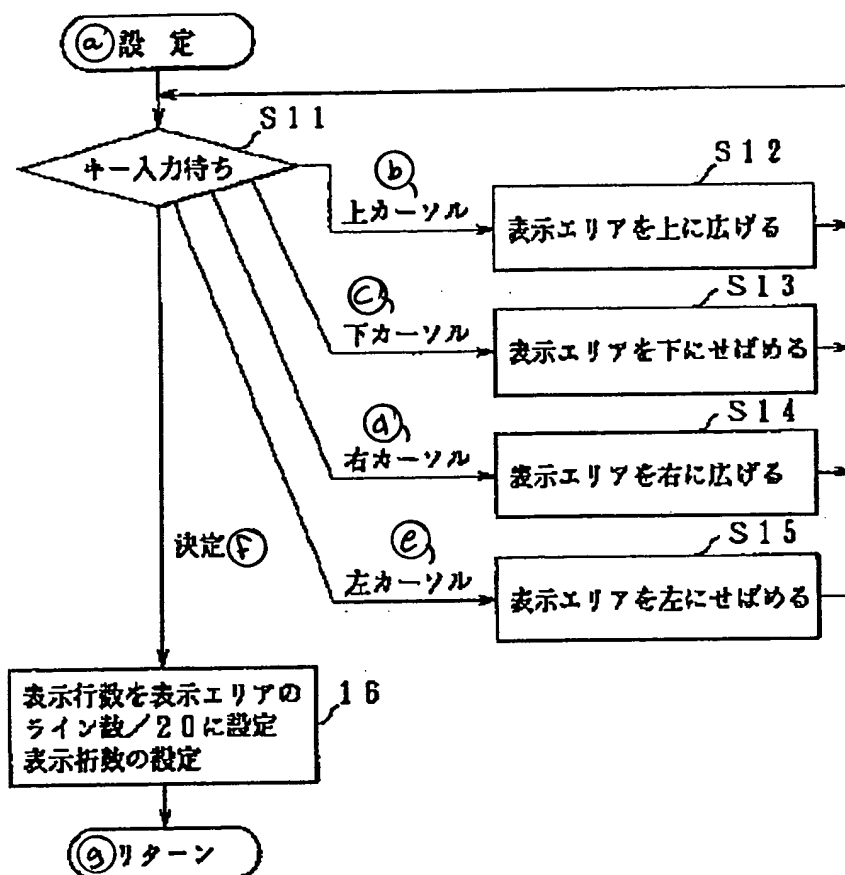 ⓐ設 定
S11
キー入力待ち
ⓑ
上カーソル
S12
表示エリアを上に広げる
ⓒ
下カーソル
S13
表示エリアを下にせばめる
ⓓ
右カーソル
S14
表示エリアを右に広げる
決定ⓕ
ⓔ
左カーソル
S15
表示エリアを左にせばめる
表示行数を表示エリアの
ライン数/20に設定
表示桁数の設定
16
ⓖリターン